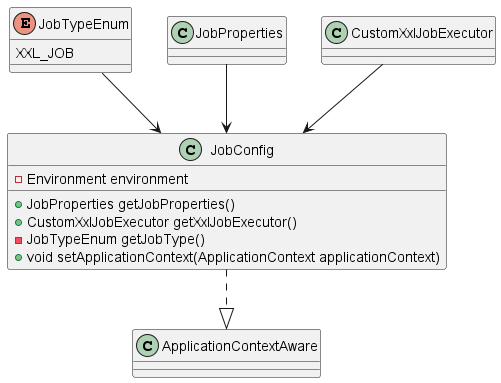 E JobTypeEnum
XXL_JOB
C JobProperties
C CustomXxlJobExecutor
C JobConfig
Environment environment
JobProperties getJobProperties()
CustomXxlJobExecutor getXxlJobExecutor()
JobTypeEnum getJobType()
void setApplicationContext(ApplicationContext applicationContext)
C ApplicationContextAware